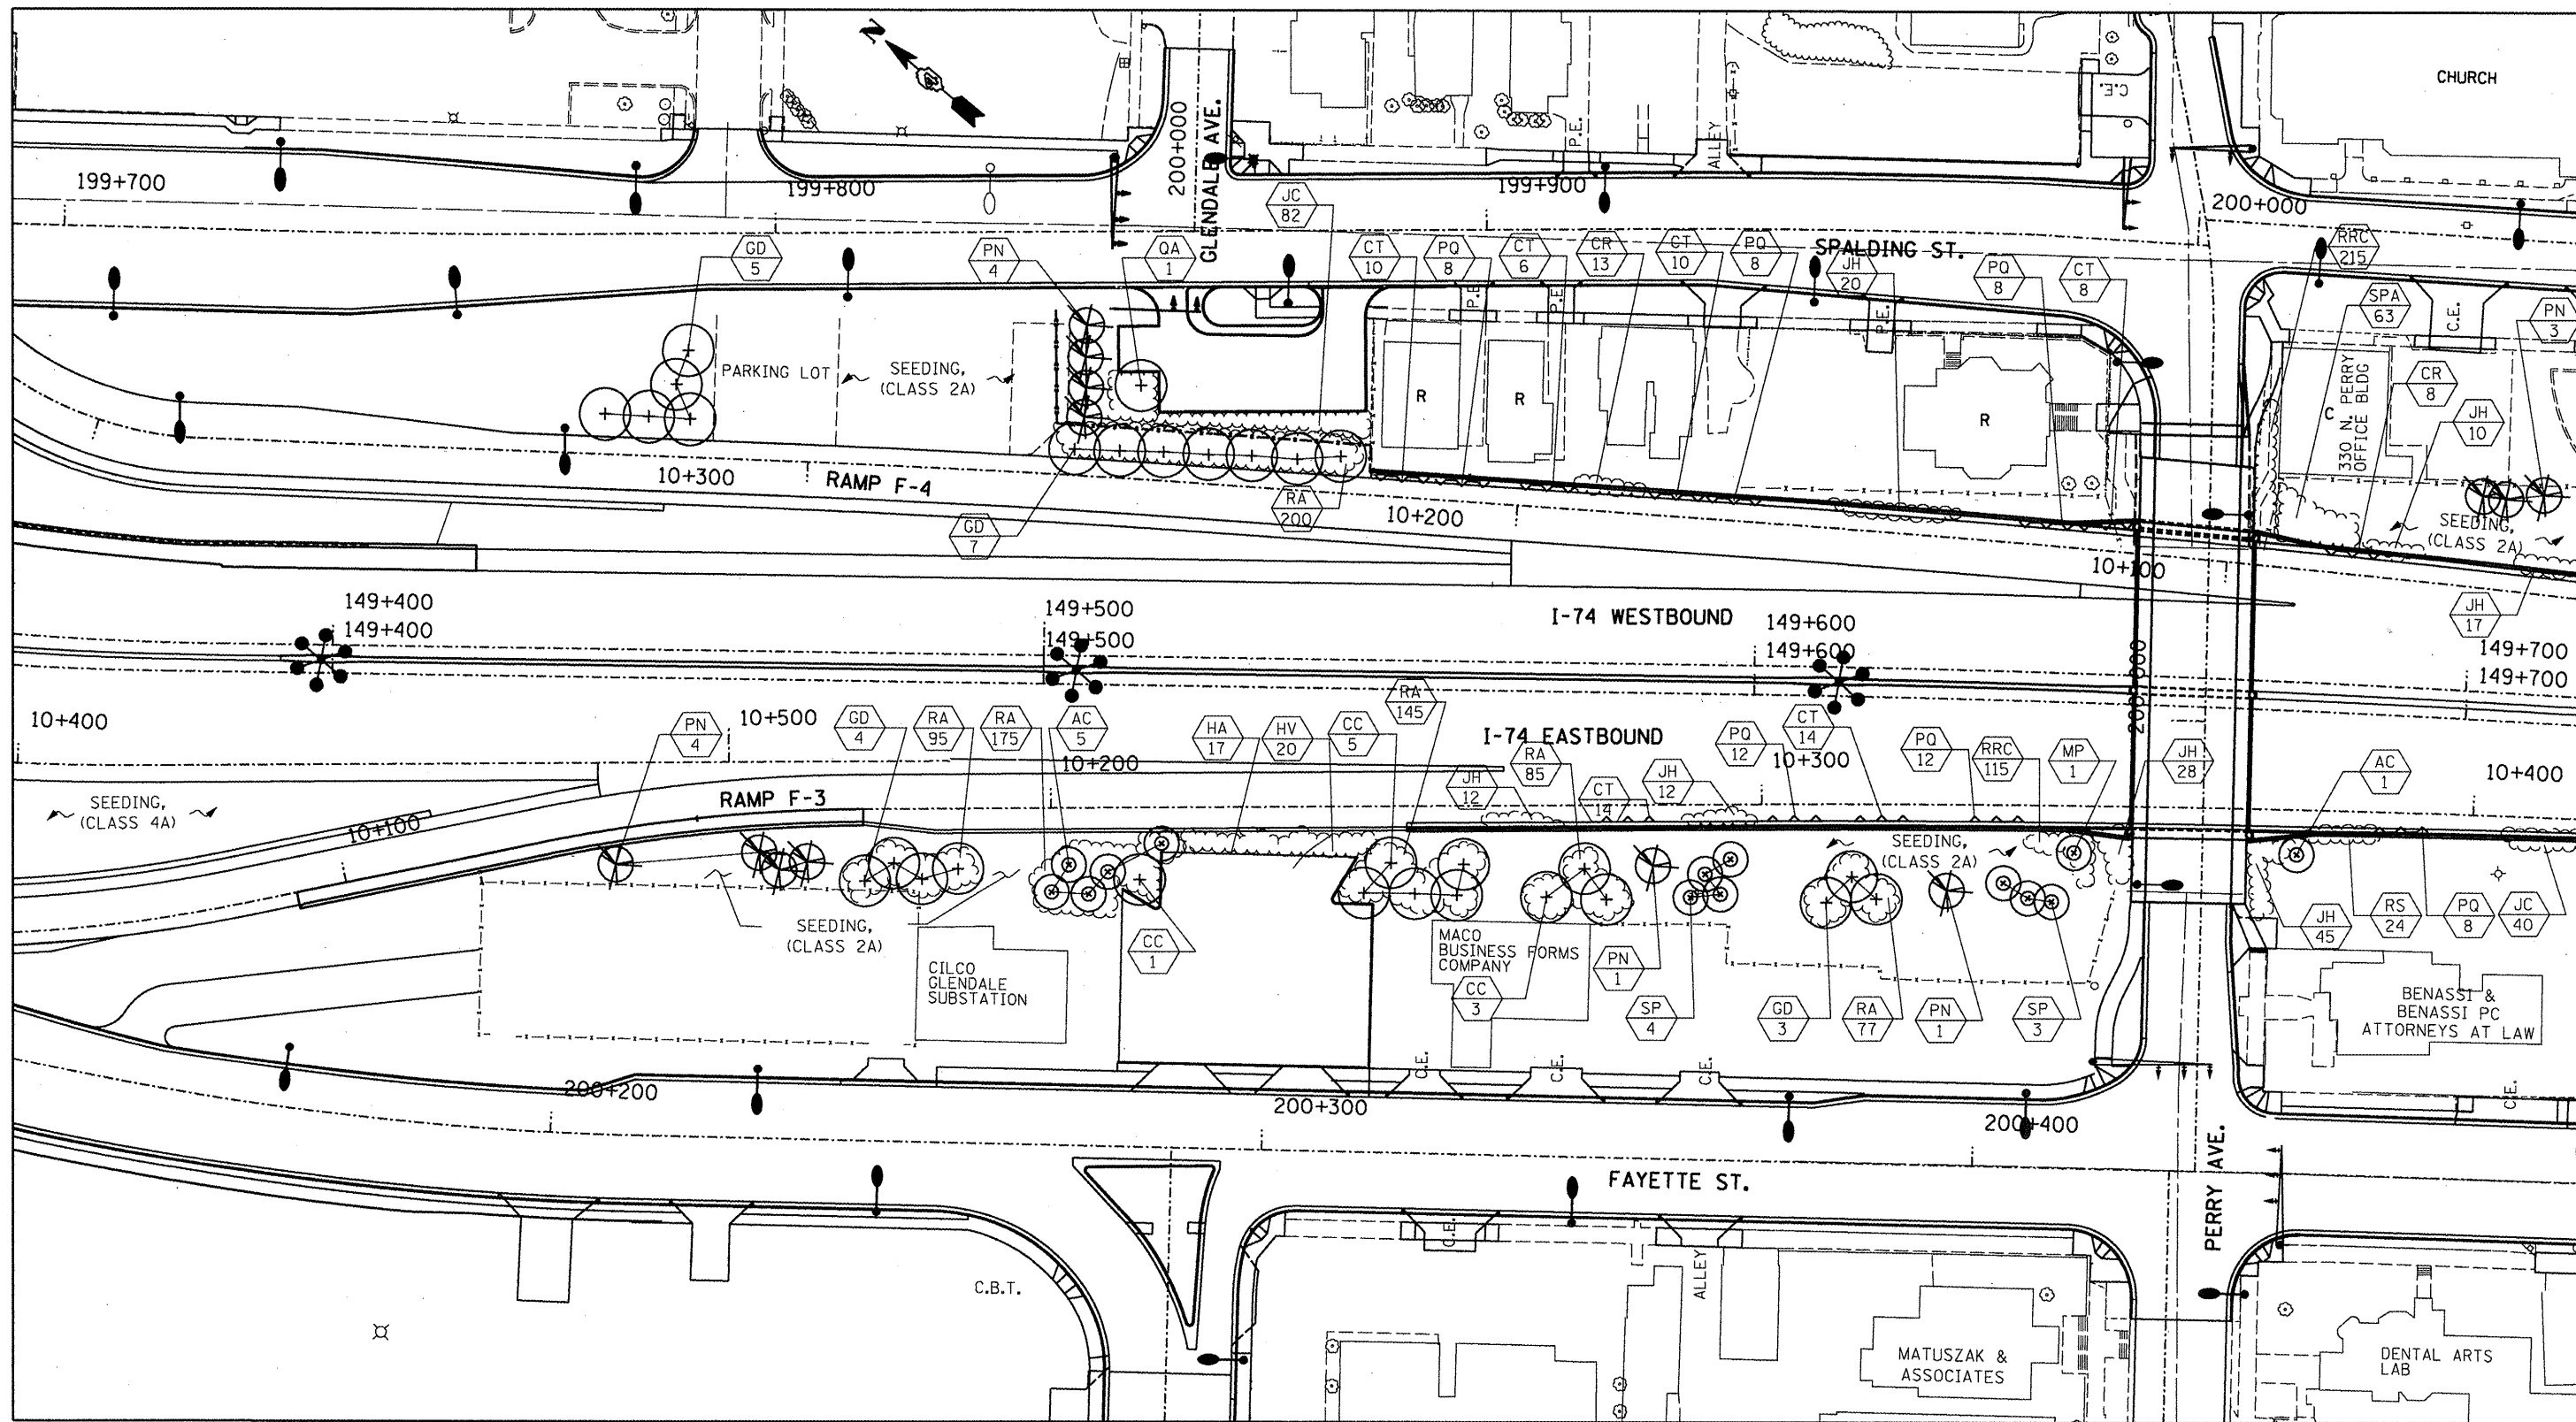 N
CHURCH
C.E.
199+700
199+800
200+000
GLENDALE AVE.
P.E.
ALLEY
199+900
200+000
JC
82
GD
5
PN
4
QA
1
CT
10
PQ
8
CT
6
CR
13
CT
10
PQ
8
SPALDING ST.
JH
20
PQ
8
CT
8
RRC
215
SPA
63
C.E.
PN
3
P.E.
P.E.
P.E.
PARKING LOT
SEEDING,
(CLASS 2A)
R
R
R
C
330 N. PERRY
OFFICE BLDG
CR
8
JH
10
SEEDING,
(CLASS 2A)
10+300
RAMP F-4
GD
7
RA
200
10+200
10+100
JH
17
149+400
149+400
149+500
149+500
I-74 WESTBOUND
149+600
149+600
149+700
149+700
200+000
10+400
PN
4
10+500
GD
4
RA
95
RA
175
AC
5
HA
17
HV
20
CC
5
RA
145
I-74 EASTBOUND
10+200
JH
12
RA
85
CT
14
JH
12
PQ
12
CT
14
10+300
PQ
12
RRC
115
MP
1
JH
28
AC
1
10+400
SEEDING,
(CLASS 4A)
10+100
RAMP F-3
SEEDING,
(CLASS 2A)
SEEDING,
(CLASS 2A)
CILCO
GLENDALE
SUBSTATION
CC
1
MACO
BUSINESS FORMS
COMPANY
CC
3
PN
1
SP
4
GD
3
RA
77
PN
1
SP
3
JH
45
RS
24
PQ
8
JC
40
BENASSI &
BENASSI PC
ATTORNEYS AT LAW
C.E.
C.E.
C.E.
C.E.
200+200
200+300
200+400
FAYETTE ST.
PERRY AVE.
C.B.T.
C.E.
ALLEY
MATUSZAK &
ASSOCIATES
DENTAL ARTS
LAB